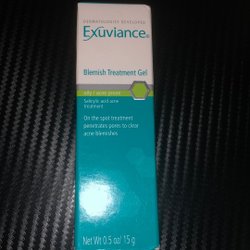 DERMATOLOGIST DEVELOPED
Exuviance®
Blemish Treatment Gel
oily / acne prone
Salicylic acid acne
treatment
On the spot treatment
penetrates pores to clear
acne blemishes
Net Wt 0.5 oz/ 15 g